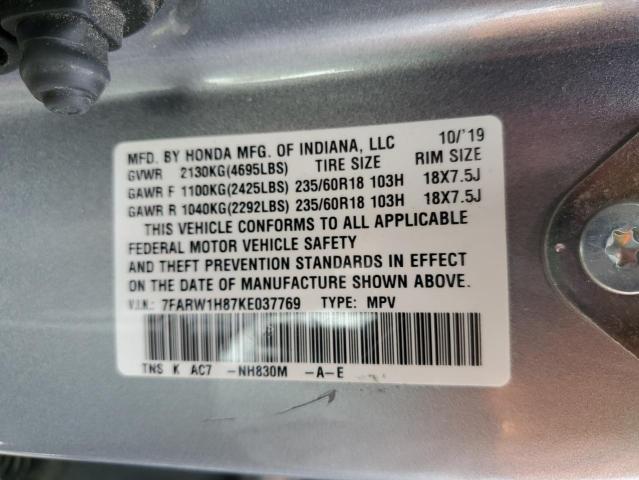 MFD. BY HONDA MFG. OF INDIANA, LLC 10/'19
GVWR 2130KG(4695LBS) TIRE SIZE RIM SIZE
GAWR F 1100KG(2425LBS) 235/60R18 103H 18X7.5J
GAWR R 1040KG(2292LBS) 235/60R18 103H 18X7.5J
THIS VEHICLE CONFORMS TO ALL APPLICABLE
FEDERAL MOTOR VEHICLE SAFETY
AND THEFT PREVENTION STANDARDS IN EFFECT
ON THE DATE OF MANUFACTURE SHOWN ABOVE.
V.I.N.: 7FARW1H87KE037769 TYPE: MPV
TNS K AC7 -NH830M -A-E